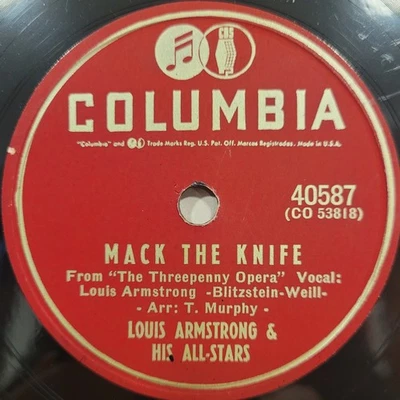 CBS
COLUMBIA
"Columbia" and Trade Marks Reg. U.S. Pat. Off. Marcas Registradas. Made in U.S.A.
40587
(CO 53818)
MACK THE KNIFE
From "The Threepenny Opera" Vocal:
Louis Armstrong -Blitzstein-Weill-
- Arr: T. Murphy -
LOUIS ARMSTRONG &
HIS ALL-STARS